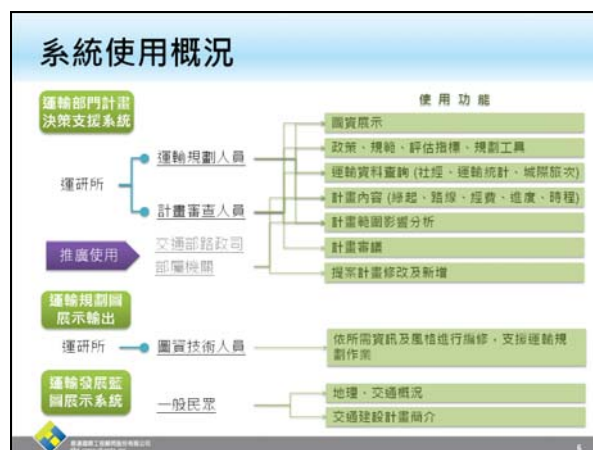 系統使用概況
使用功能
運輸部門計畫
決策支援系統
運研所
運輸規劃人員
計畫審查人員
推廣使用
交通部路政司
部屬機關
圖資展示
政策、規範、評估指標、規劃工具
運輸資料查詢 (社經、運輸統計、城際旅次)
計畫內容 (緣起、路線、經費、進度、時程)
計畫範圍影響分析
計畫審議
提案計畫修改及新增
運輸規劃圖
展示輸出
運研所
圖資技術人員
依所需資訊及風格進行編修，支援運輸規
劃作業
運輸發展藍
圖展示系統
一般民眾
地理、交通概況
交通建設計畫簡介